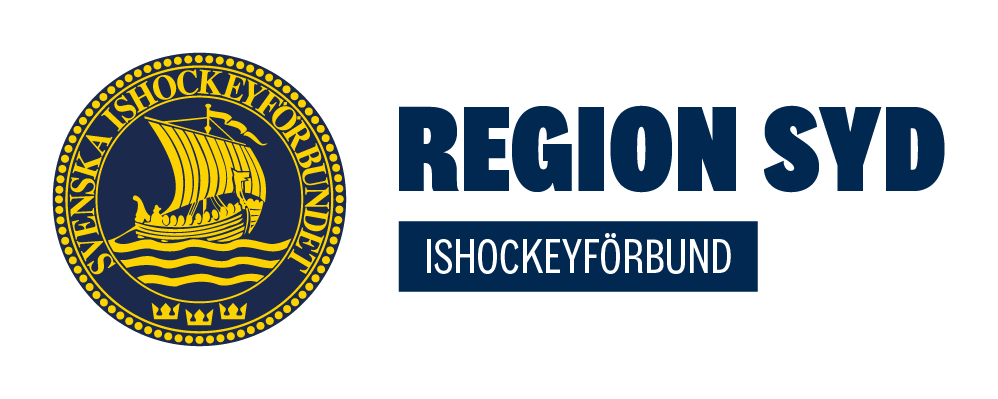 SVENSKA ISHOCKEYFÖRBUNDET
REGION SYD
ISHOCKEYFÖRBUND